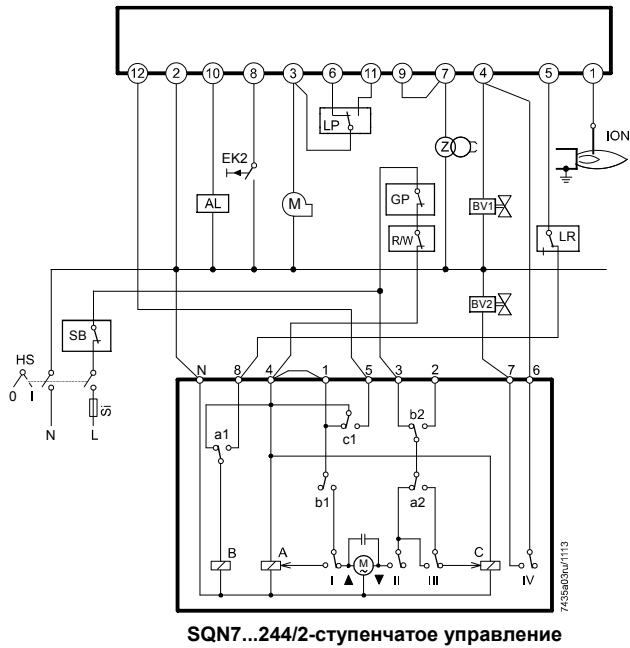 12 2 10 8 3 6 11 9 7 4 5 1
LP
ION
EK2
Z
AL
M
GP
BV1
R/W
LR
BV2
SB
HS
0 I
Si
N L
N 8 4 1 5 3 2 7 6
a1
c1
b2
b1
a2
B A M C
~
I II III IV
7435a03ru/1113
SQN7...244/2-ступенчатое управление